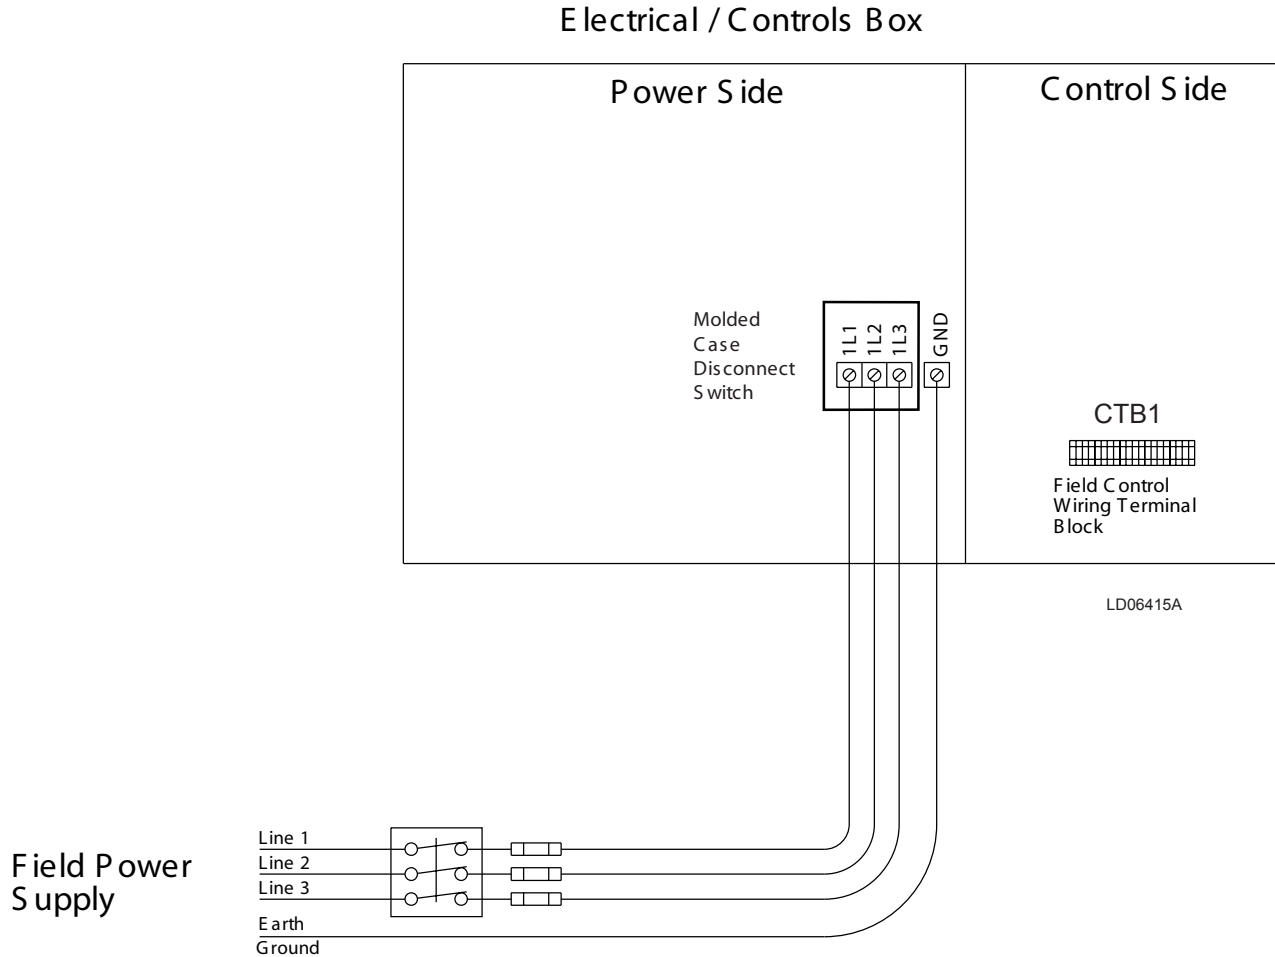 Electrical / Controls Box
Power Side
Control Side
Molded
Case
Disconnect
Switch
1L1
1L2
1L3
GND
CTB1
Field Control
Wiring Terminal
Block
LD06415A
Field Power
Supply
Line 1
Line 2
Line 3
Earth
Ground